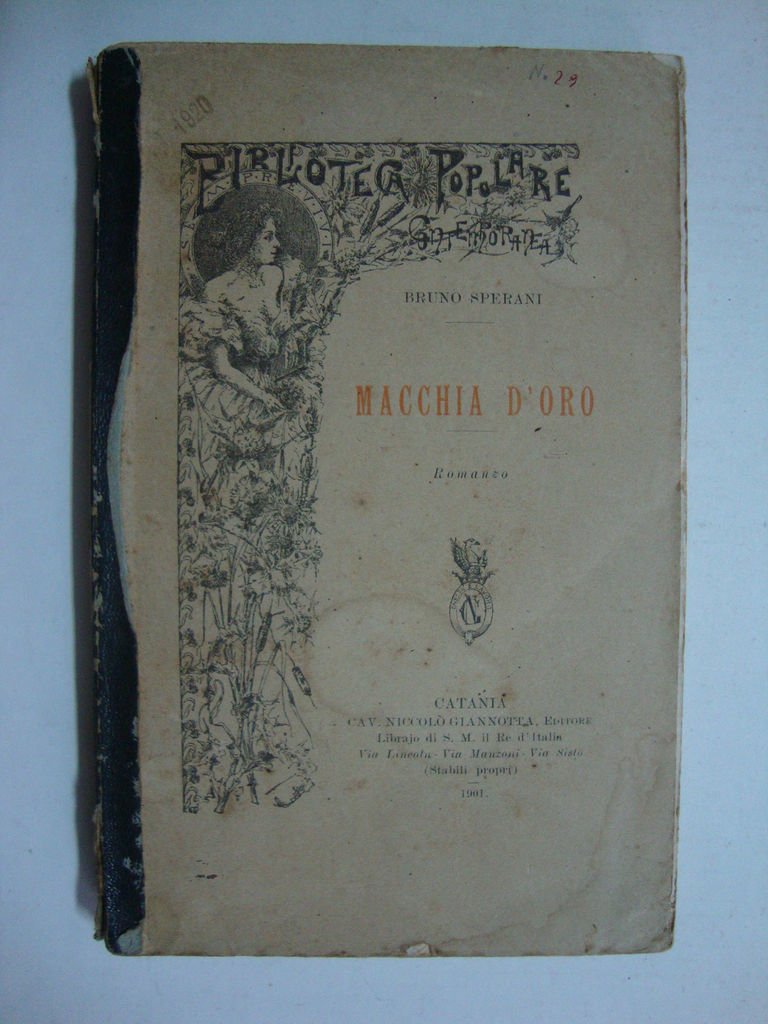 N. 29
1920
BIBLIOTECA POPOLARE
CONTEMPORANEA
BRUNO SPERANI
MACCHIA D'ORO
Romanzo
CATANIA
CAV. NICCOLÒ GIANNOTTA, EDITORE
Librajo di S. M. il Re d'Italia
Via Lincoln - Via Manzoni - Via Sisto
(Stabili propri)
1901.